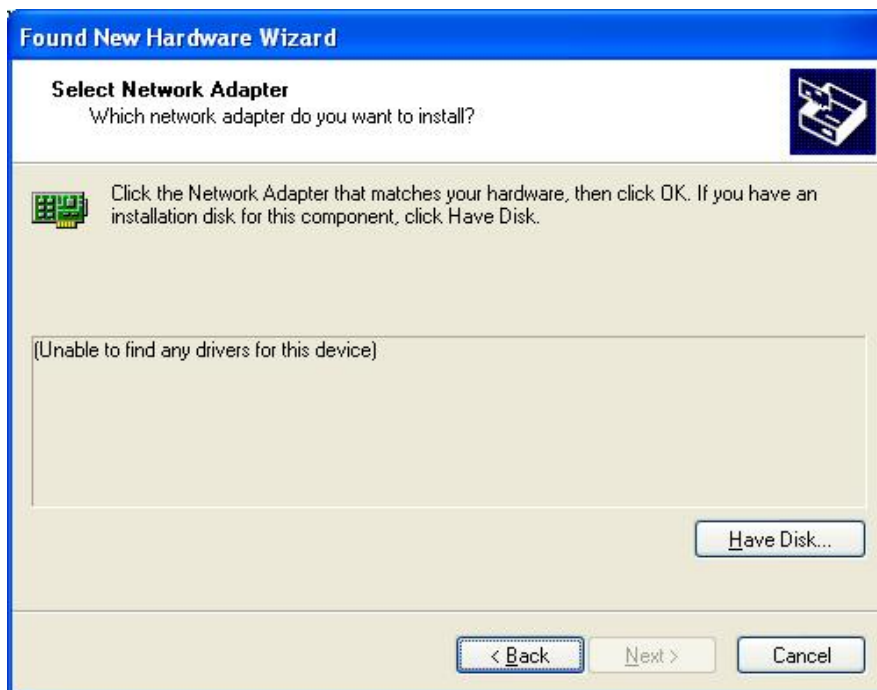 Found New Hardware Wizard
Select Network Adapter
Which network adapter do you want to install?
Click the Network Adapter that matches your hardware, then click OK. If you have an
installation disk for this component, click Have Disk.
(Unable to find any drivers for this device)
Have Disk...
< Back Next > Cancel